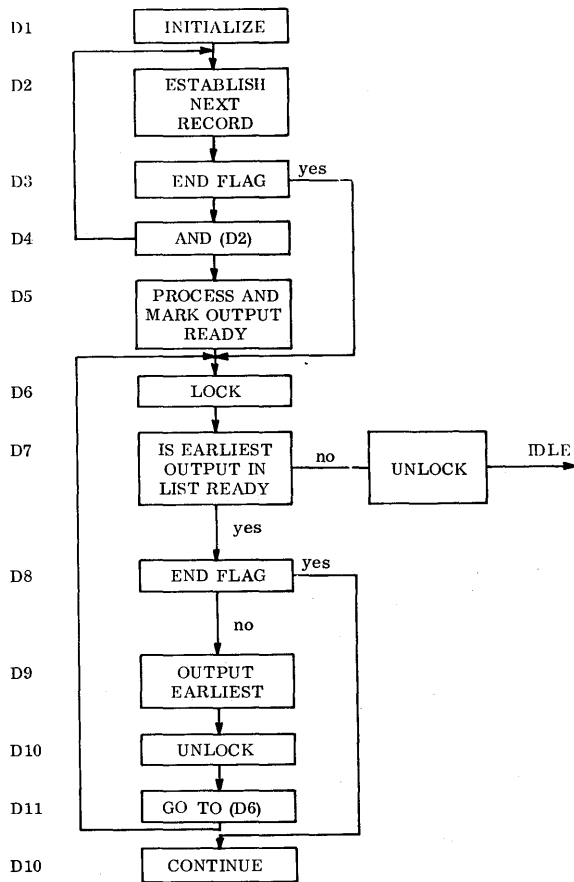 D1
INITIALIZE
D2
ESTABLISH
NEXT
RECORD
D3
END FLAG
yes
D4
AND (D2)
D5
PROCESS AND
MARK OUTPUT
READY
D6
LOCK
D7
IS EARLIEST
OUTPUT IN
LIST READY
no
UNLOCK
IDLE
yes
D8
END FLAG
yes
no
D9
OUTPUT
EARLIEST
D10
UNLOCK
D11
GO TO (D6)
D10
CONTINUE